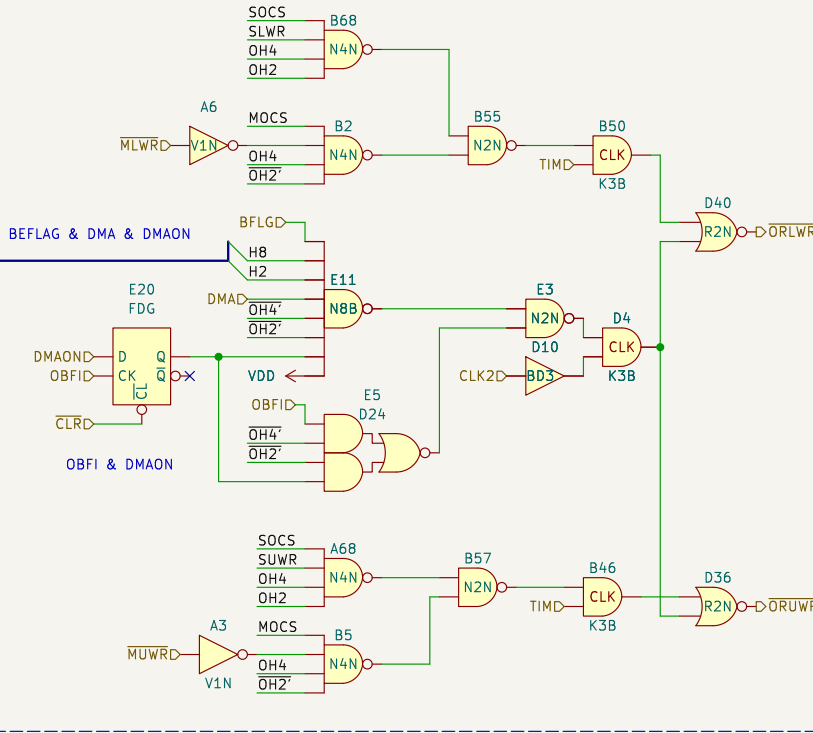 SOCS
SLWR
OH4
OH2
B68
N4N
A6
MLWR
V1N
MOCS
OH4
OH2'
B2
N4N
B55
N2N
B50
CLK
TIM
K3B
D40
R2N
ORLWR
BEFLAG & DMA & DMAON
BFLG
H8
H2
DMA
OH4'
OH2'
VDD
E11
N8B
E3
N2N
D4
CLK
K3B
D10
BD3
CLK2
E20
FDG
DMAON
OBFI
D
CK
Q
Q
CL
CLR
OBFI & DMAON
OBFI
OH4'
OH2'
E5
D24
SOCS
SUWR
OH4
OH2
A68
N4N
B57
N2N
B46
CLK
TIM
K3B
D36
R2N
ORUWR
A3
MUWR
V1N
MOCS
OH4
OH2'
B5
N4N